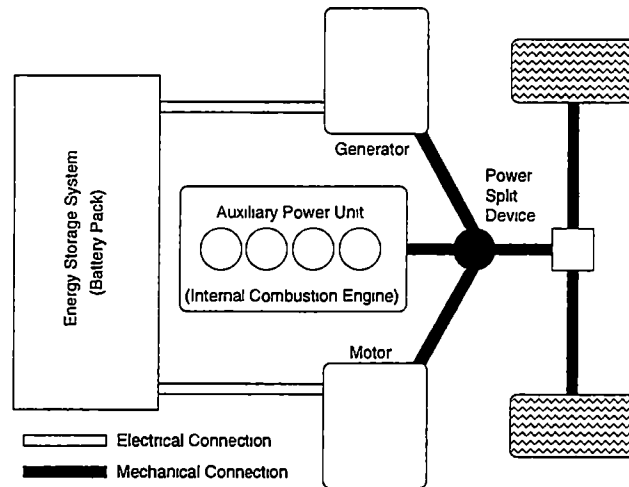 Energy Storage System
(Battery Pack)
Generator
Power
Split
Device
Auxiliary Power Unit
(Internal Combustion Engine)
Motor
Electrical Connection
Mechanical Connection